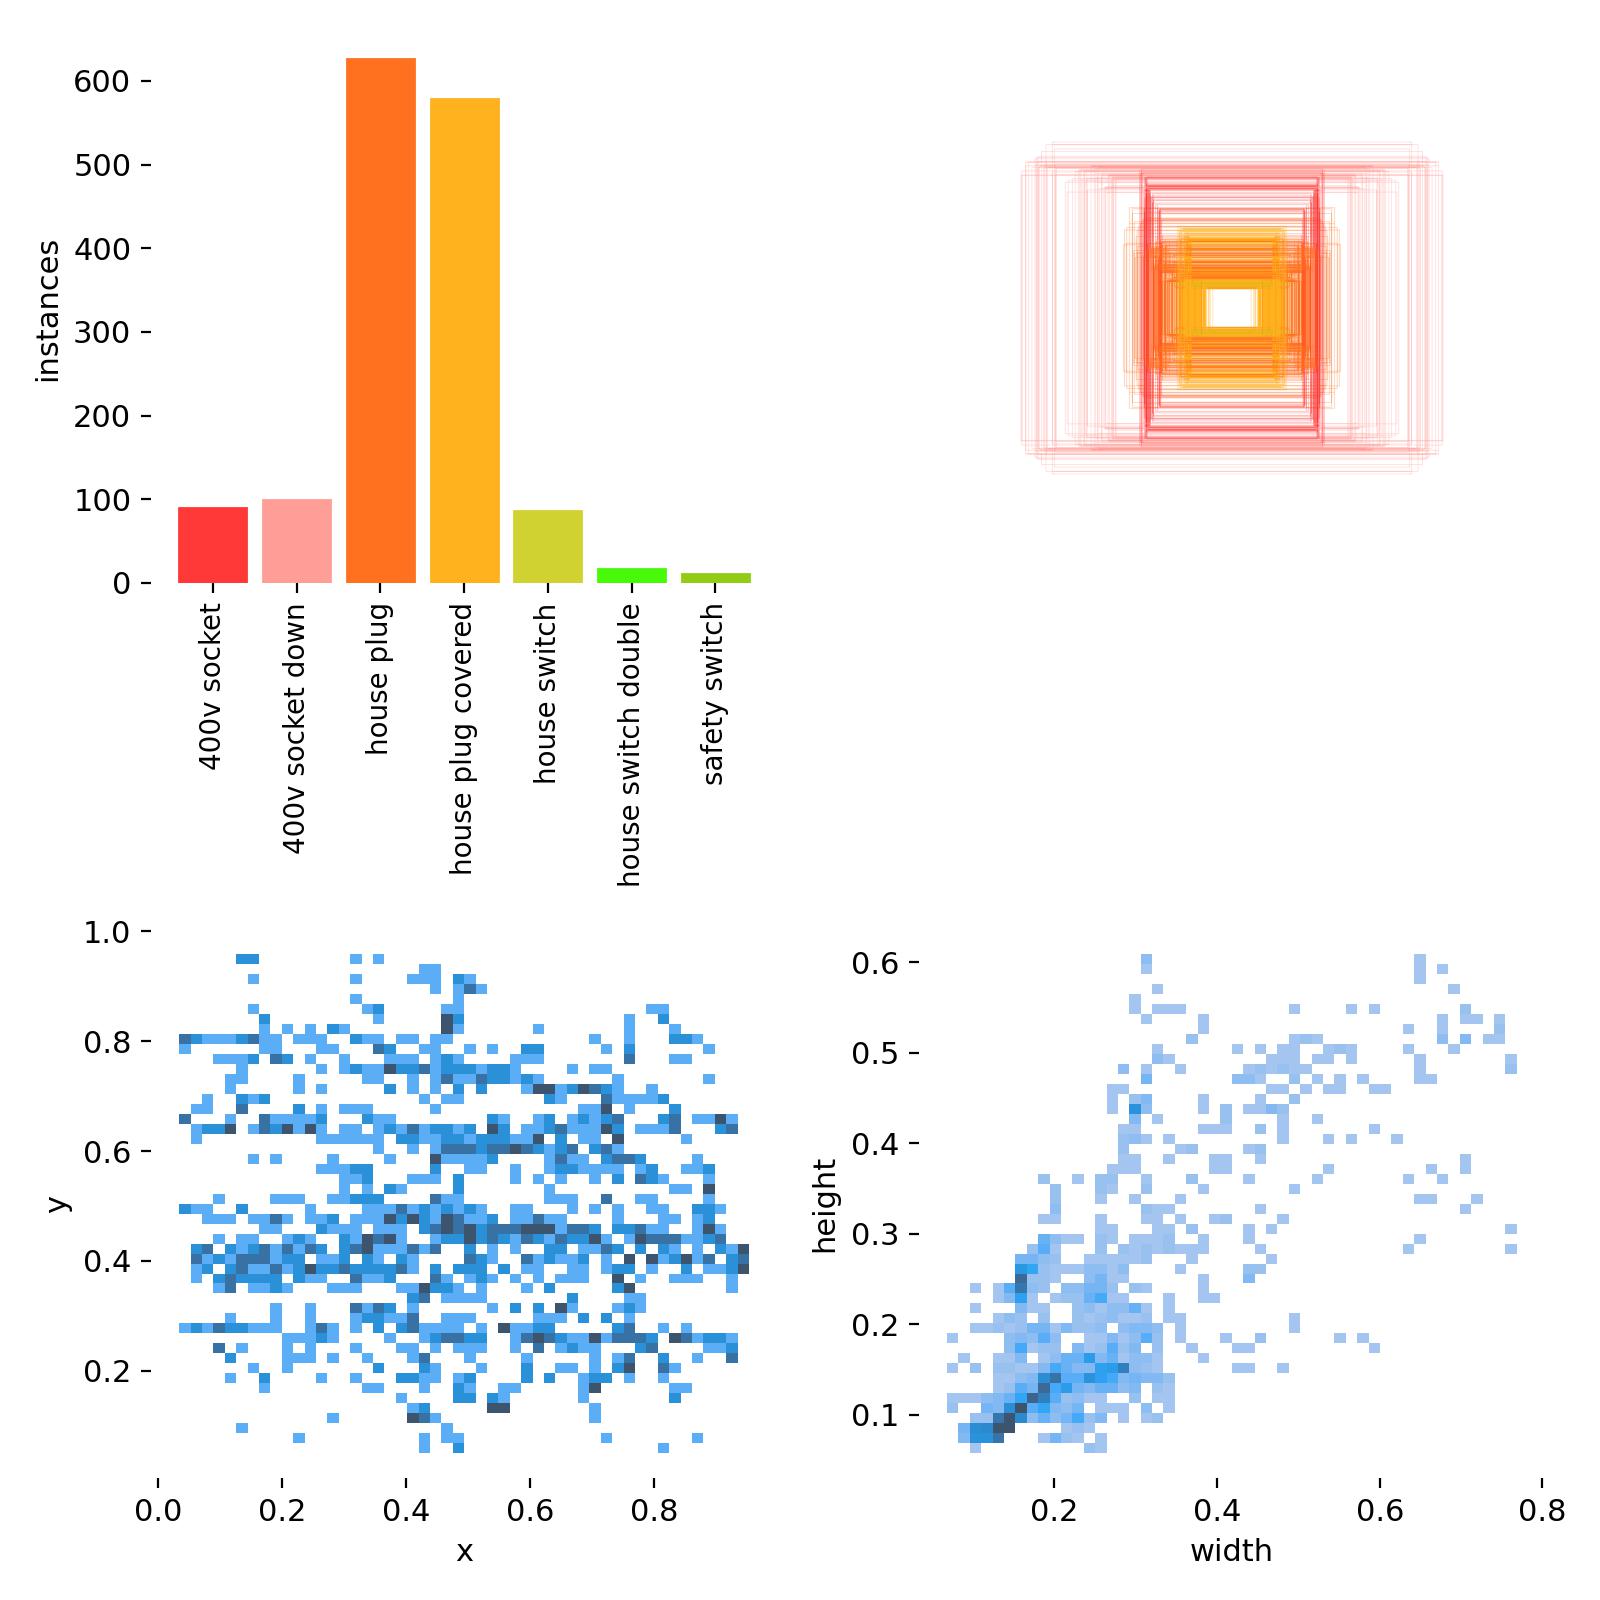 instances
600
500
400
300
200
100
0
400v socket
400v socket down
house plug
house plug covered
house switch
house switch double
safety switch
y
1.0
0.8
0.6
0.4
0.2
0.0
0.2
0.4
0.6
0.8
x
height
0.6
0.5
0.4
0.3
0.2
0.1
0.2
0.4
0.6
0.8
width